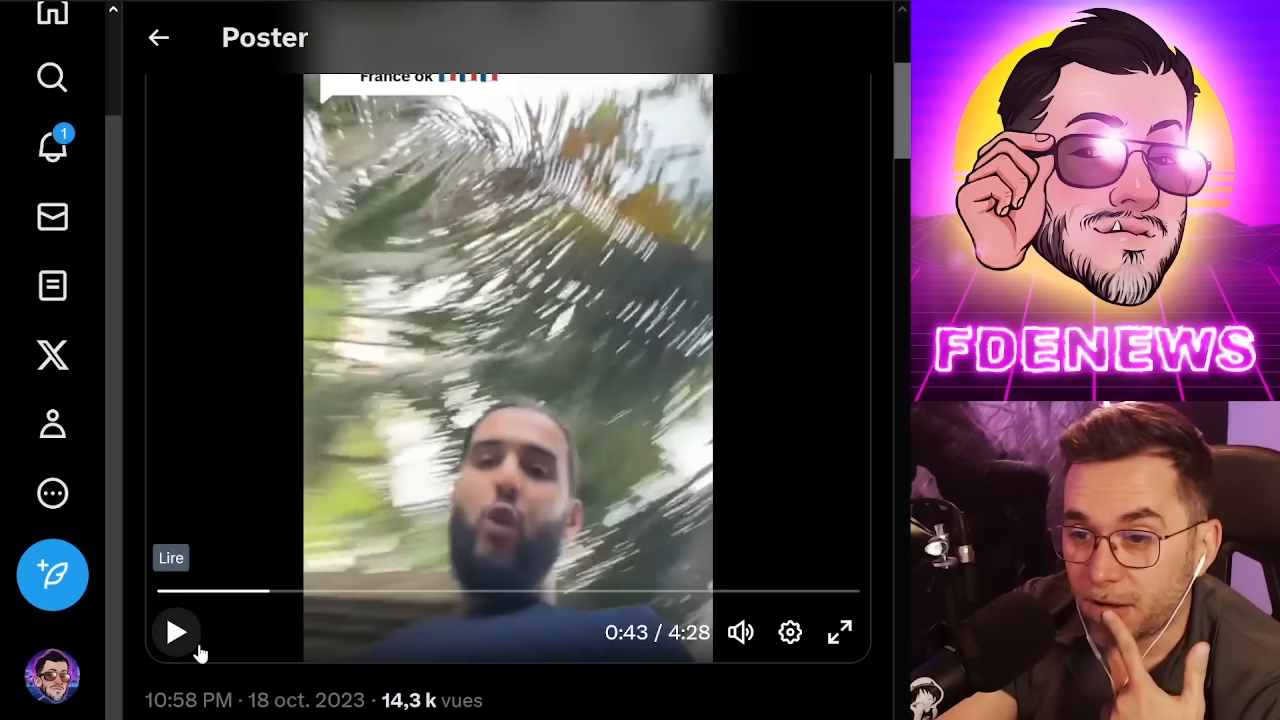 Poster
France ok 🇫🇷🇫🇷🇫🇷
1
Lire
0:43 / 4:28
10:58 PM · 18 oct. 2023 · 14,3 k vues
FDENEWS